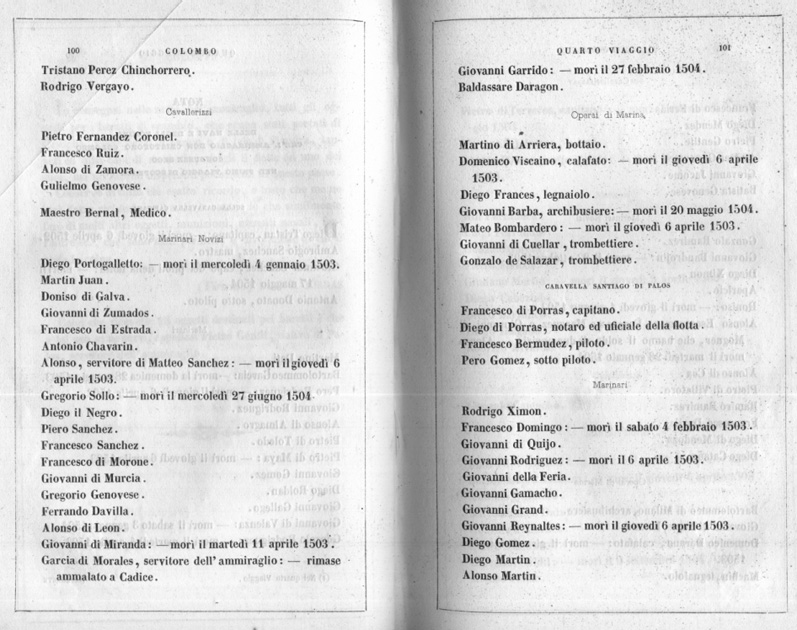 100 COLOMBO
Tristano Perez Chinchorrero.
Rodrigo Vergayo.
Cavallerizzi
Pietro Fernandez Coronel.
Francesco Ruiz.
Alonso di Zamora.
Gulielmo Genovese.
Maestro Bernal, Medico.
Marinari Novizi
Diego Portogalletto: — morì il mercoledì 4 gennaio 1503.
Martin Juan.
Doniso di Galva.
Giovanni di Zumados.
Francesco di Estrada.
Antonio Chavarin.
Alonso, servitore di Matteo Sanchez: — morì il giovedì 6
aprile 1503.
Gregorio Sollo: — morì il mercoledì 27 giugno 1504
Diego il Negro.
Piero Sanchez.
Francesco Sanchez.
Francesco di Morone.
Giovanni di Murcia.
Gregorio Genovese.
Ferrando Davilla.
Alonso di Leon.
Giovanni di Miranda: — morì il martedì 11 aprile 1503.
Garcia di Morales, servitore dell'ammiraglio: — rimase
ammalato a Cadice.
QUARTO VIAGGIO 101
Giovanni Garrido: — morì il 27 febbraio 1504.
Baldassare Daragon.
Operai di Marina
Martino di Arriera, bottaio.
Domenico Viscaino, calafato: — morì il giovedì 6 aprile
1503.
Diego Frances, legnaiolo.
Giovanni Barba, archibusiere: — morì il 20 maggio 1504.
Mateo Bombardero: — morì il giovedì 6 aprile 1503.
Giovanni di Cuellar, trombettiere.
Gonzalo de Salazar, trombettiere.
CARAVELLA SANTIAGO DI PALOS
Francesco di Porras, capitano.
Diego di Porras, notaro ed uficiale della flotta.
Francesco Bermudez, piloto.
Pero Gomez, sotto piloto.
Marinari
Rodrigo Ximon.
Francesco Domingo: — morì il sabato 4 febbraio 1503.
Giovanni di Quijo.
Giovanni Rodriguez: — morì il 6 aprile 1503.
Giovanni della Feria.
Giovanni Gamacho.
Giovanni Grand.
Giovanni Reynaltes: — morì il giovedì 6 aprile 1503.
Diego Gomez.
Diego Martin.
Alonso Martin.